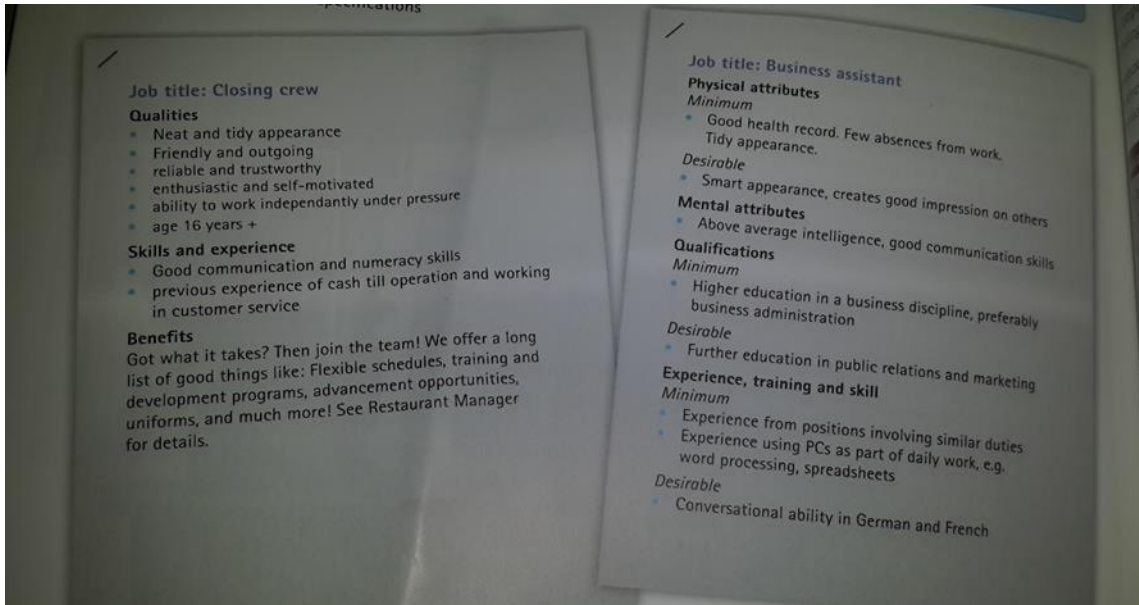 Job title: Closing crew
Qualities
• Neat and tidy appearance
• Friendly and outgoing
• reliable and trustworthy
• enthusiastic and self-motivated
• ability to work independantly under pressure
• age 16 years +
Skills and experience
• Good communication and numeracy skills
• previous experience of cash till operation and working
in customer service
Benefits
Got what it takes? Then join the team! We offer a long
list of good things like: Flexible schedules, training and
development programs, advancement opportunities,
uniforms, and much more! See Restaurant Manager
for details.
Job title: Business assistant
Physical attributes
Minimum
• Good health record. Few absences from work.
Tidy appearance.
Desirable
• Smart appearance, creates good impression on others
Mental attributes
• Above average intelligence, good communication skills
Qualifications
Minimum
• Higher education in a business discipline, preferably
business administration
Desirable
• Further education in public relations and marketing
Experience, training and skill
Minimum
• Experience from positions involving similar duties
• Experience using PCs as part of daily work, e.g.
word processing, spreadsheets
Desirable
• Conversational ability in German and French